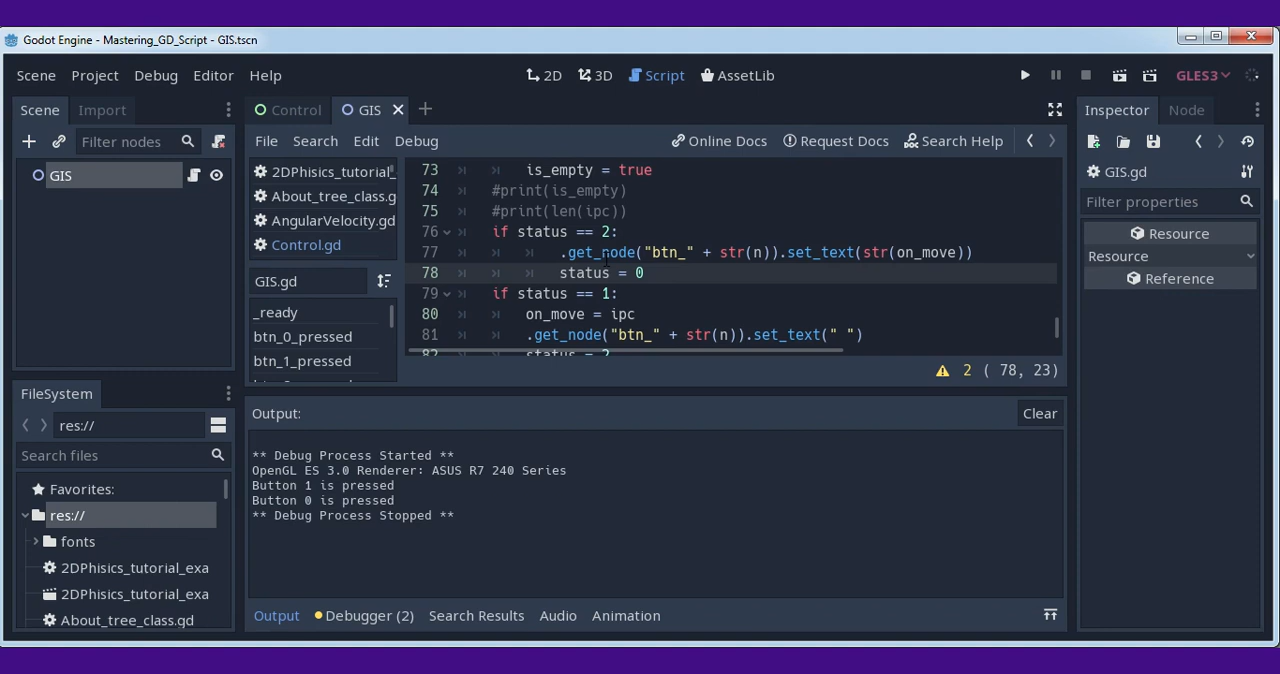 Godot Engine - Mastering_GD_Script - GIS.tscn
Scene Project Debug Editor Help 2D 3D Script AssetLib GLES3
Scene Import Control GIS Inspector Node
Filter nodes File Search Edit Debug Online Docs Request Docs Search Help
GIS
2DPhisics_tutorial_
About_tree_class.g
AngularVelocity.gd
Control.gd
GIS.gd
_ready
btn_0_pressed
btn_1_pressed
73 is_empty = true
74 #print(is_empty)
75 #print(len(ipc))
76 if status == 2:
77 .get_node("btn_" + str(n)).set_text(str(on_move))
78 status = 0
79 if status == 1:
80 on_move = ipc
81 .get_node("btn_" + str(n)).set_text(" ")
82 status = 2
2 ( 78, 23)
GIS.gd
Filter properties
Resource
Resource
Reference
FileSystem
res://
Search files
Favorites:
res://
fonts
2DPhisics_tutorial_exa
2DPhisics_tutorial_exa
About_tree_class.gd
Output: Clear
** Debug Process Started **
OpenGL ES 3.0 Renderer: ASUS R7 240 Series
Button 1 is pressed
Button 0 is pressed
** Debug Process Stopped **
Output Debugger (2) Search Results Audio Animation